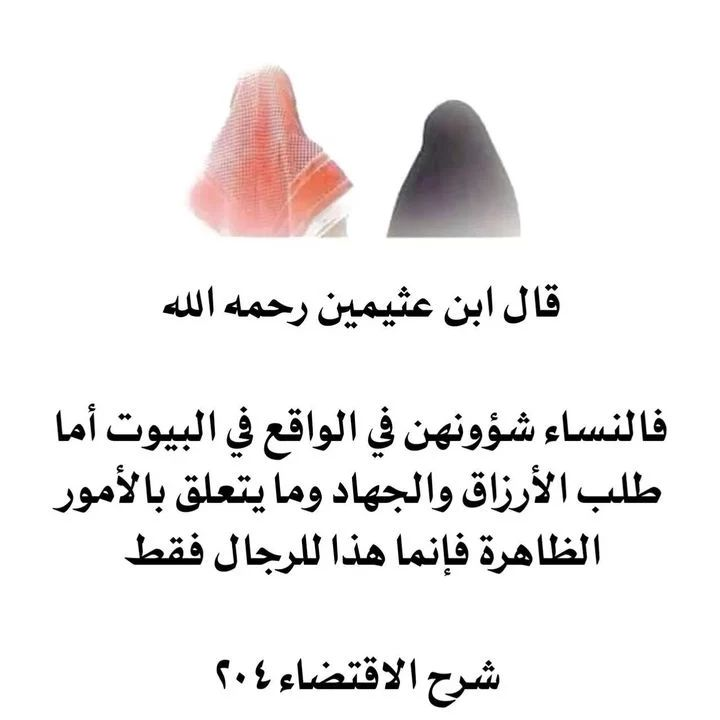 قال ابن عثيمين رحمه الله
فالنساء شؤونهن في الواقع في البيوت أما
طلب الأرزاق والجهاد وما يتعلق بالأمور
الظاهرة فإنما هذا للرجال فقط
شرح الاقتضاء ٢٠٤